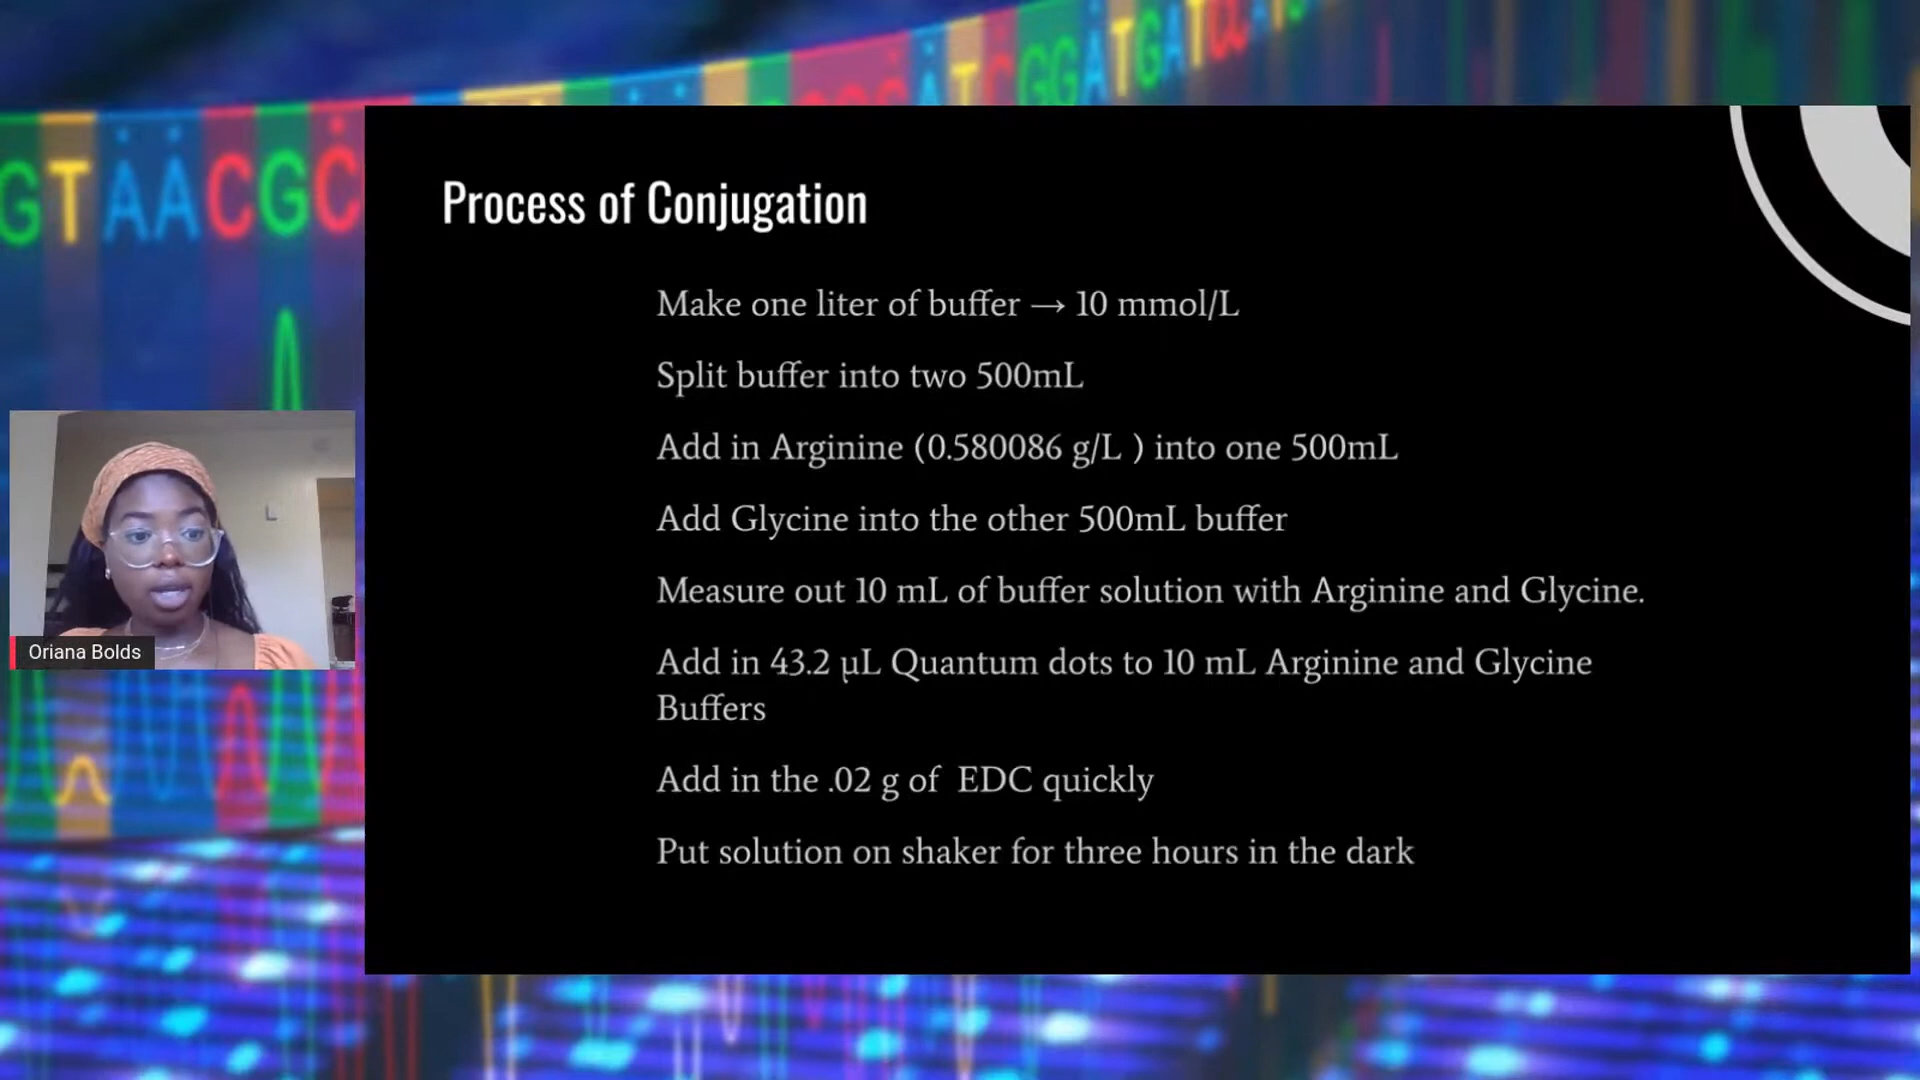 GTAACGC
ATCGGATGATC
Process of Conjugation
Make one liter of buffer → 10 mmol/L
Split buffer into two 500mL
Add in Arginine (0.580086 g/L ) into one 500mL
Add Glycine into the other 500mL buffer
Measure out 10 mL of buffer solution with Arginine and Glycine.
Add in 43.2 µL Quantum dots to 10 mL Arginine and Glycine
Buffers
Add in the .02 g of  EDC quickly
Put solution on shaker for three hours in the dark
Oriana Bolds